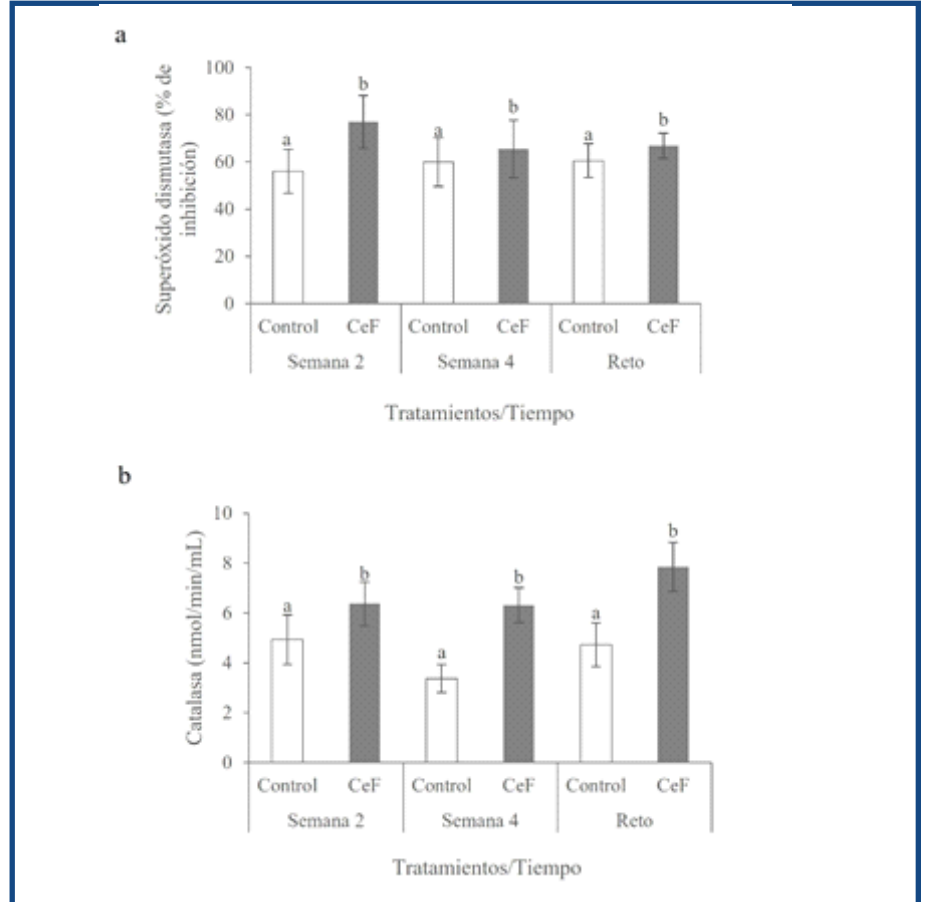 a
Superóxido dismutasa (% de
inhibición)
100
80
60
40
20
0
a
b
a
b
a
b
Control CeF Control CeF Control CeF
Semana 2 Semana 4 Reto
Tratamientos/Tiempo
b
Catalasa (nmol/min/mL)
10
8
6
4
2
0
a
b
a
b
a
b
Control CeF Control CeF Control CeF
Semana 2 Semana 4 Reto
Tratamientos/Tiempo